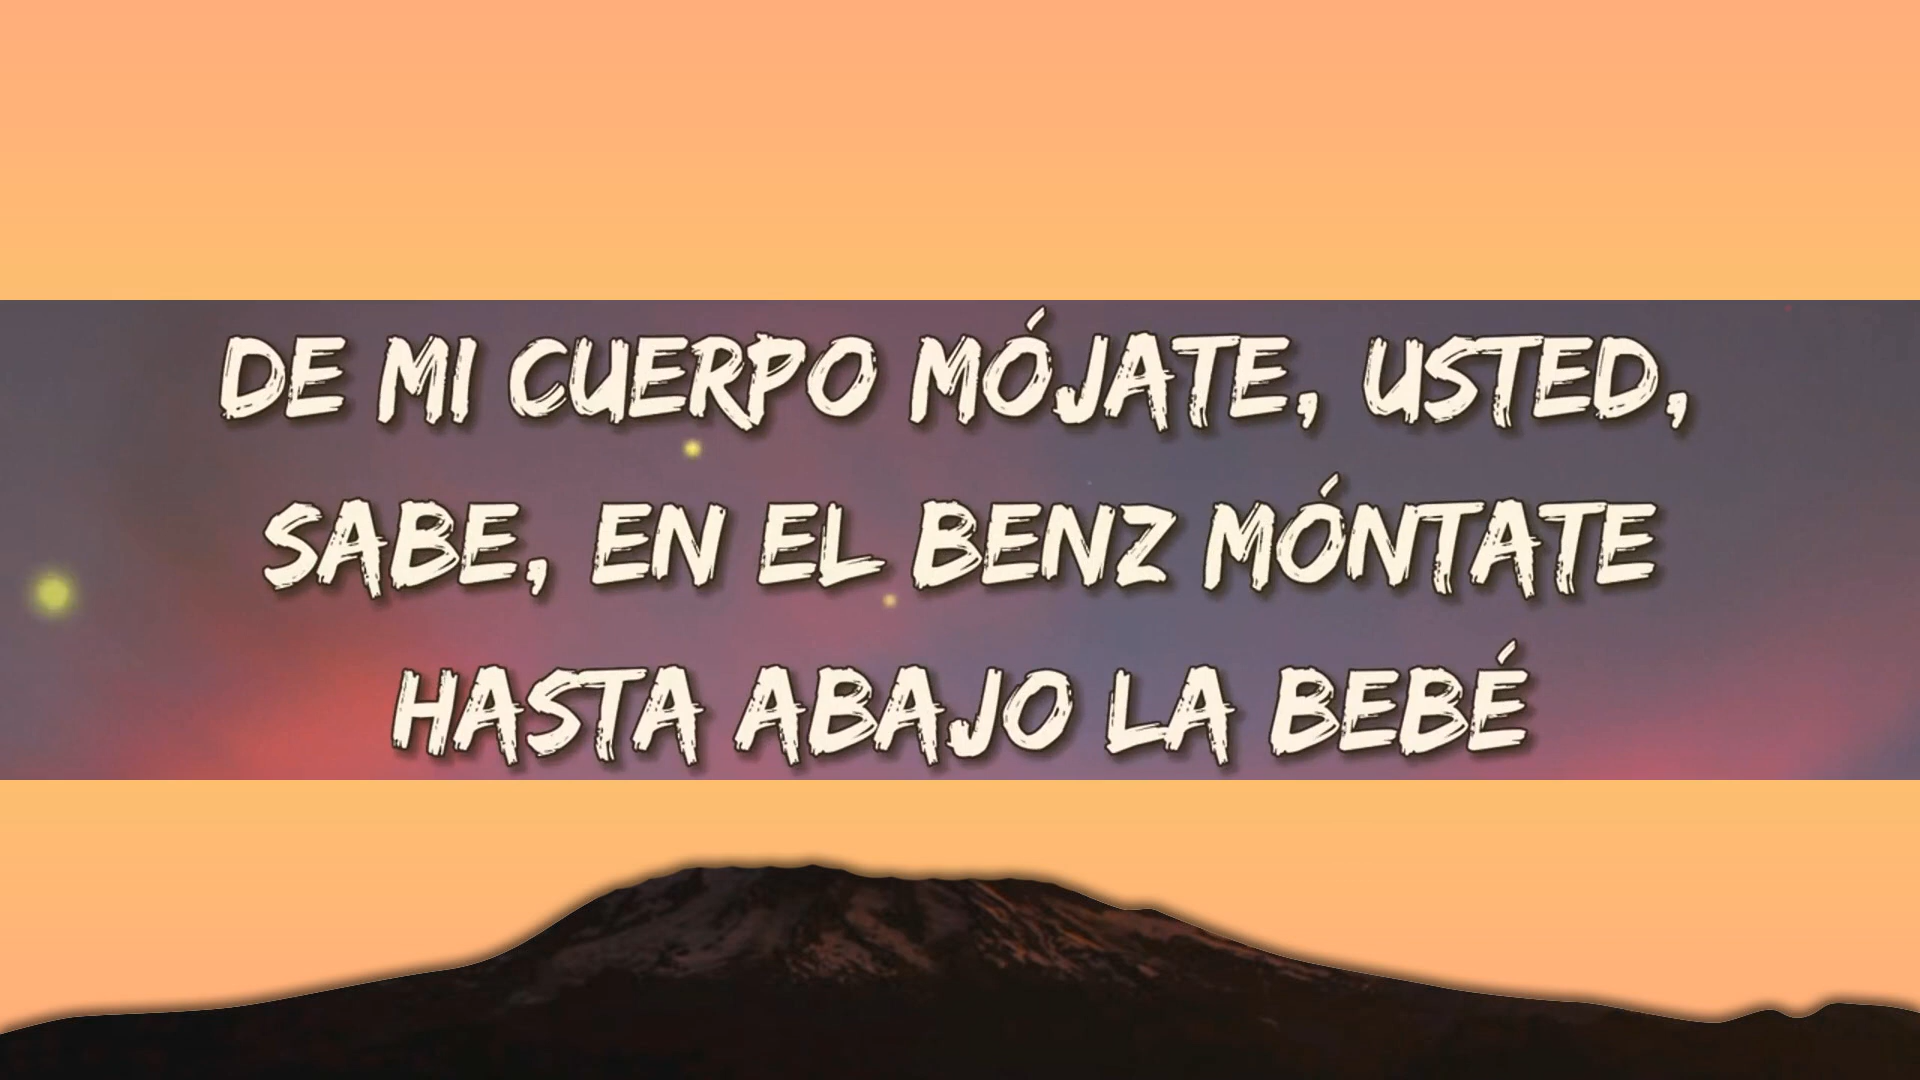 DE MI CUERPO MÓJATE, USTED,
SABE, EN EL BENZ MÓNTATE
HASTA ABAJO LA BEBÉ